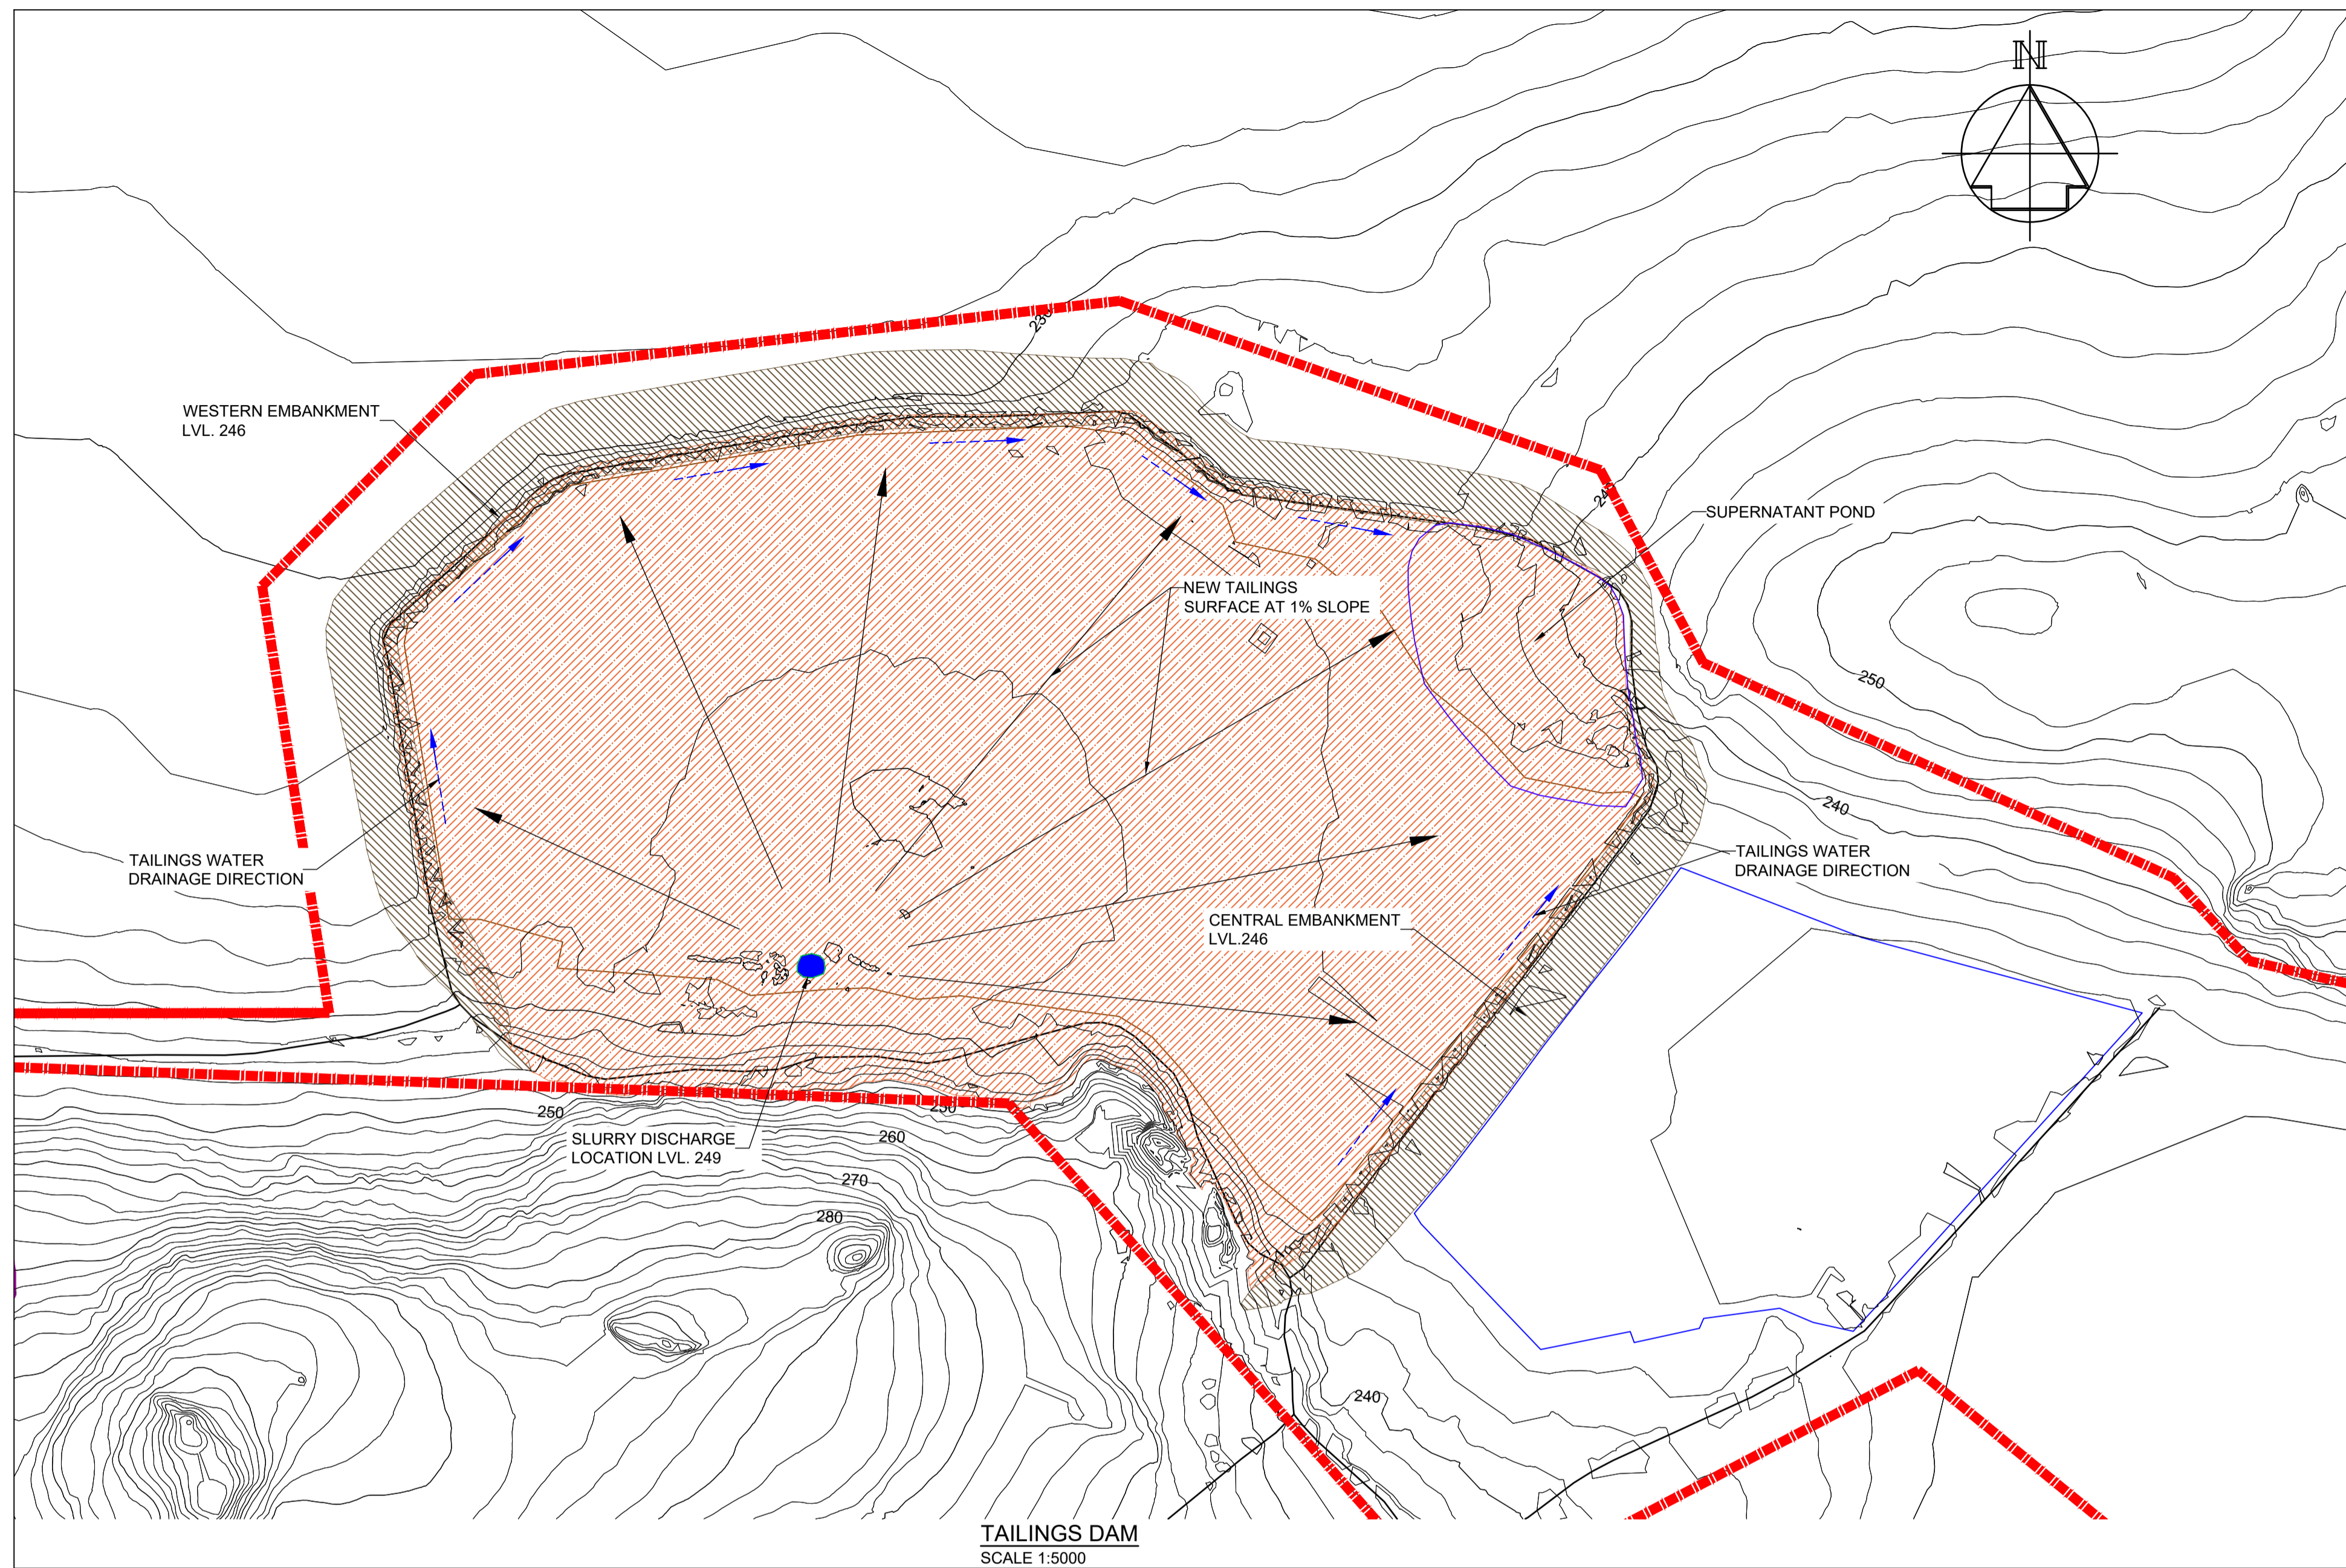 N
230
WESTERN EMBANKMENT
LVL. 246
SUPERNATANT POND
NEW TAILINGS
SURFACE AT 1% SLOPE
250
240
TAILINGS WATER
DRAINAGE DIRECTION
TAILINGS WATER
DRAINAGE DIRECTION
CENTRAL EMBANKMENT
LVL.246
250
250
260
SLURRY DISCHARGE
LOCATION LVL. 249
270
280
240
TAILINGS DAM
SCALE 1:5000